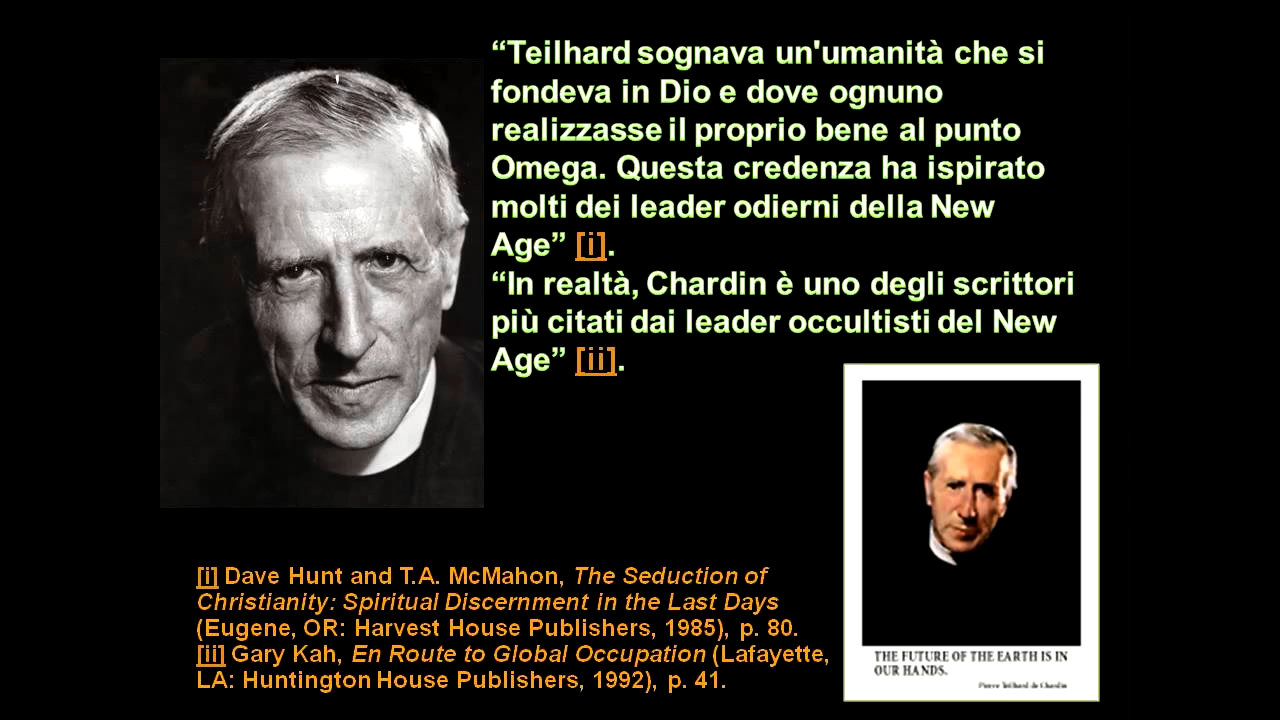 “Teilhard sognava un'umanità che si
fondeva in Dio e dove ognuno
realizzasse il proprio bene al punto
Omega. Questa credenza ha ispirato
molti dei leader odierni della New
Age” [i].
“In realtà, Chardin è uno degli scrittori
più citati dai leader occultisti del New
Age” [ii].
[i] Dave Hunt and T.A. McMahon, The Seduction of
Christianity: Spiritual Discernment in the Last Days
(Eugene, OR: Harvest House Publishers, 1985), p. 80.
[ii] Gary Kah, En Route to Global Occupation (Lafayette,
LA: Huntington House Publishers, 1992), p. 41.
THE FUTURE OF THE EARTH IS IN
OUR HANDS.
Pierre Teilhard de Chardin